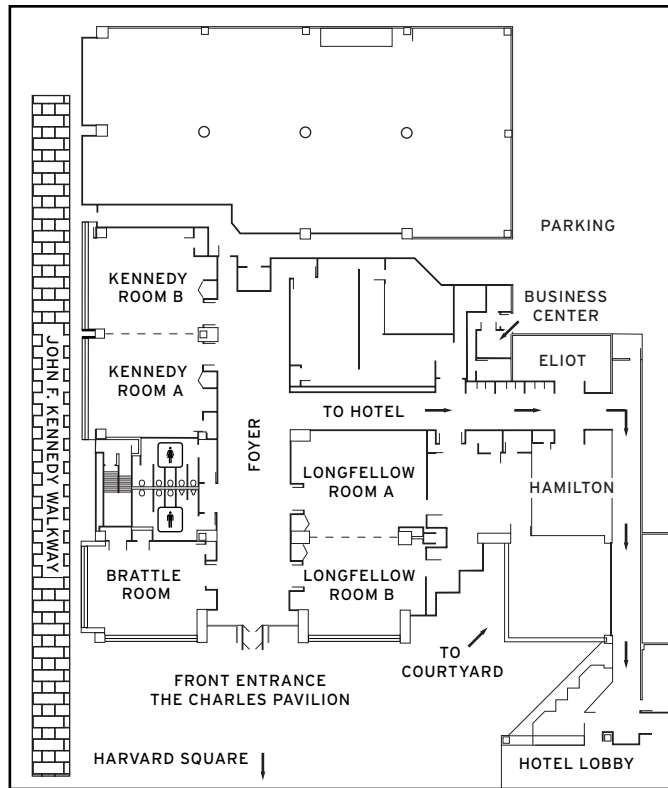 PARKING
KENNEDY
ROOM B
BUSINESS
CENTER
ELIOT
KENNEDY
ROOM A
JOHN F. KENNEDY WALKWAY
TO HOTEL
FOYER
LONGFELLOW
ROOM A
HAMILTON
BRATTLE
ROOM
LONGFELLOW
ROOM B
TO
COURTYARD
FRONT ENTRANCE
THE CHARLES PAVILION
HARVARD SQUARE
HOTEL LOBBY